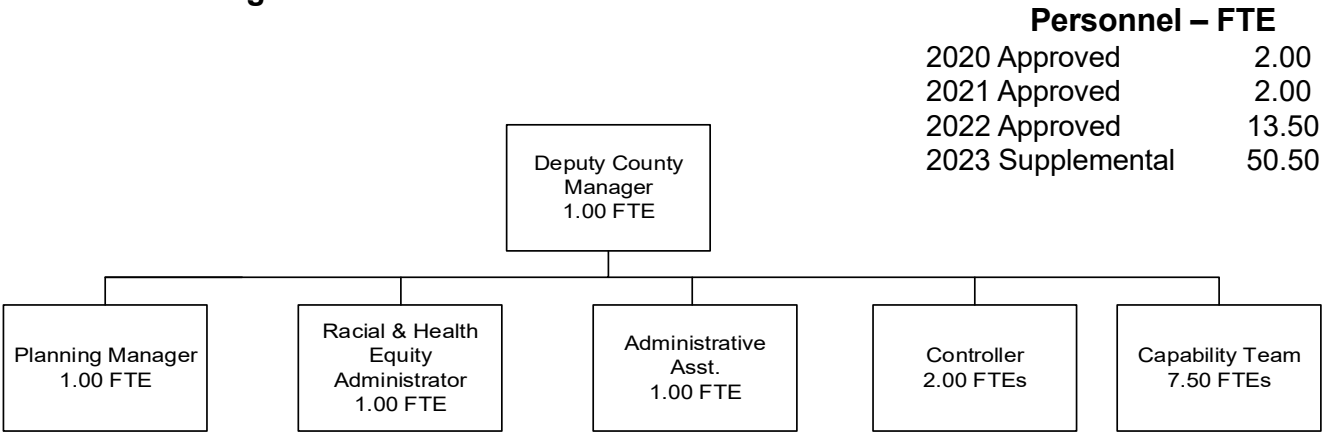 Personnel – FTE
2020 Approved 2.00
2021 Approved 2.00
2022 Approved 13.50
2023 Supplemental 50.50
Deputy County
Manager
1.00 FTE
Planning Manager
1.00 FTE
Racial & Health
Equity
Administrator
1.00 FTE
Administrative
Asst.
1.00 FTE
Controller
2.00 FTEs
Capability Team
7.50 FTEs